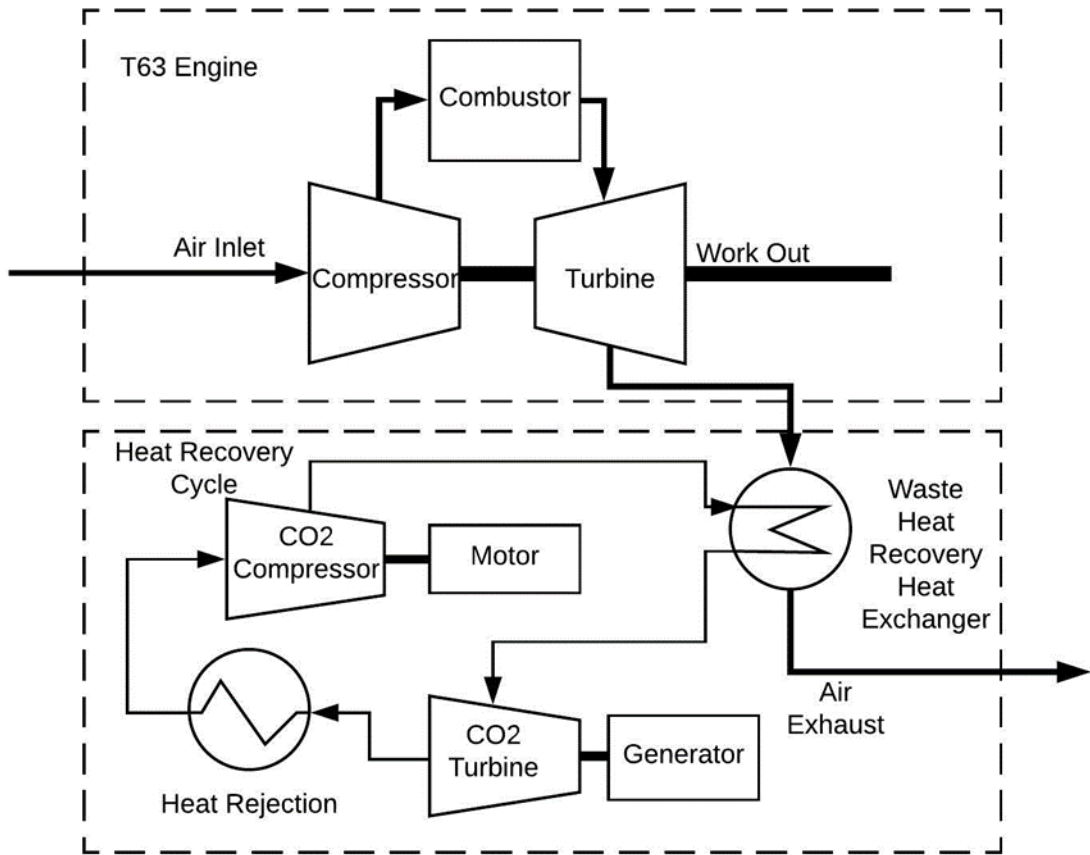 T63 Engine
Combustor
Air Inlet
Compressor
Turbine
Work Out
Heat Recovery
Cycle
CO2
Compressor
Motor
Waste
Heat
Recovery
Heat
Exchanger
Air
Exhaust
CO2
Turbine
Generator
Heat Rejection